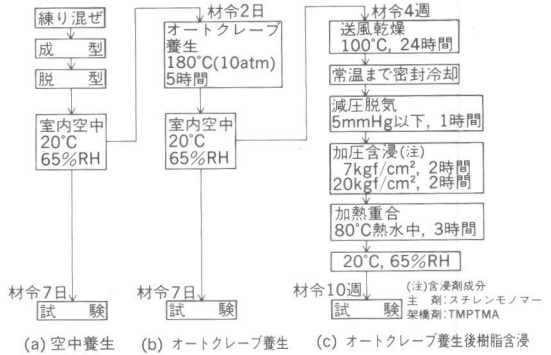 練り混ぜ
成 型
脱 型
室内空中
20°C
65%RH
材令7日
試 験
(a) 空中養生
材令2日
オートクレーブ
養生
180°C(10atm)
5時間
室内空中
20°C
65%RH
材令7日
試 験
(b) オートクレーブ養生
材令4週
送風乾燥
100°C, 24時間
常温まで密封冷却
減圧脱気
5mmHg以下, 1時間
加圧含浸(注)
7kgf/cm², 2時間
20kgf/cm², 2時間
加熱重合
80°C熱水中, 3時間
20°C, 65%RH
材令10週
試 験
(注)含浸剤成分
主 剤:スチレンモノマー
架橋剤:TMPTMA
(c) オートクレーブ養生後樹脂含浸